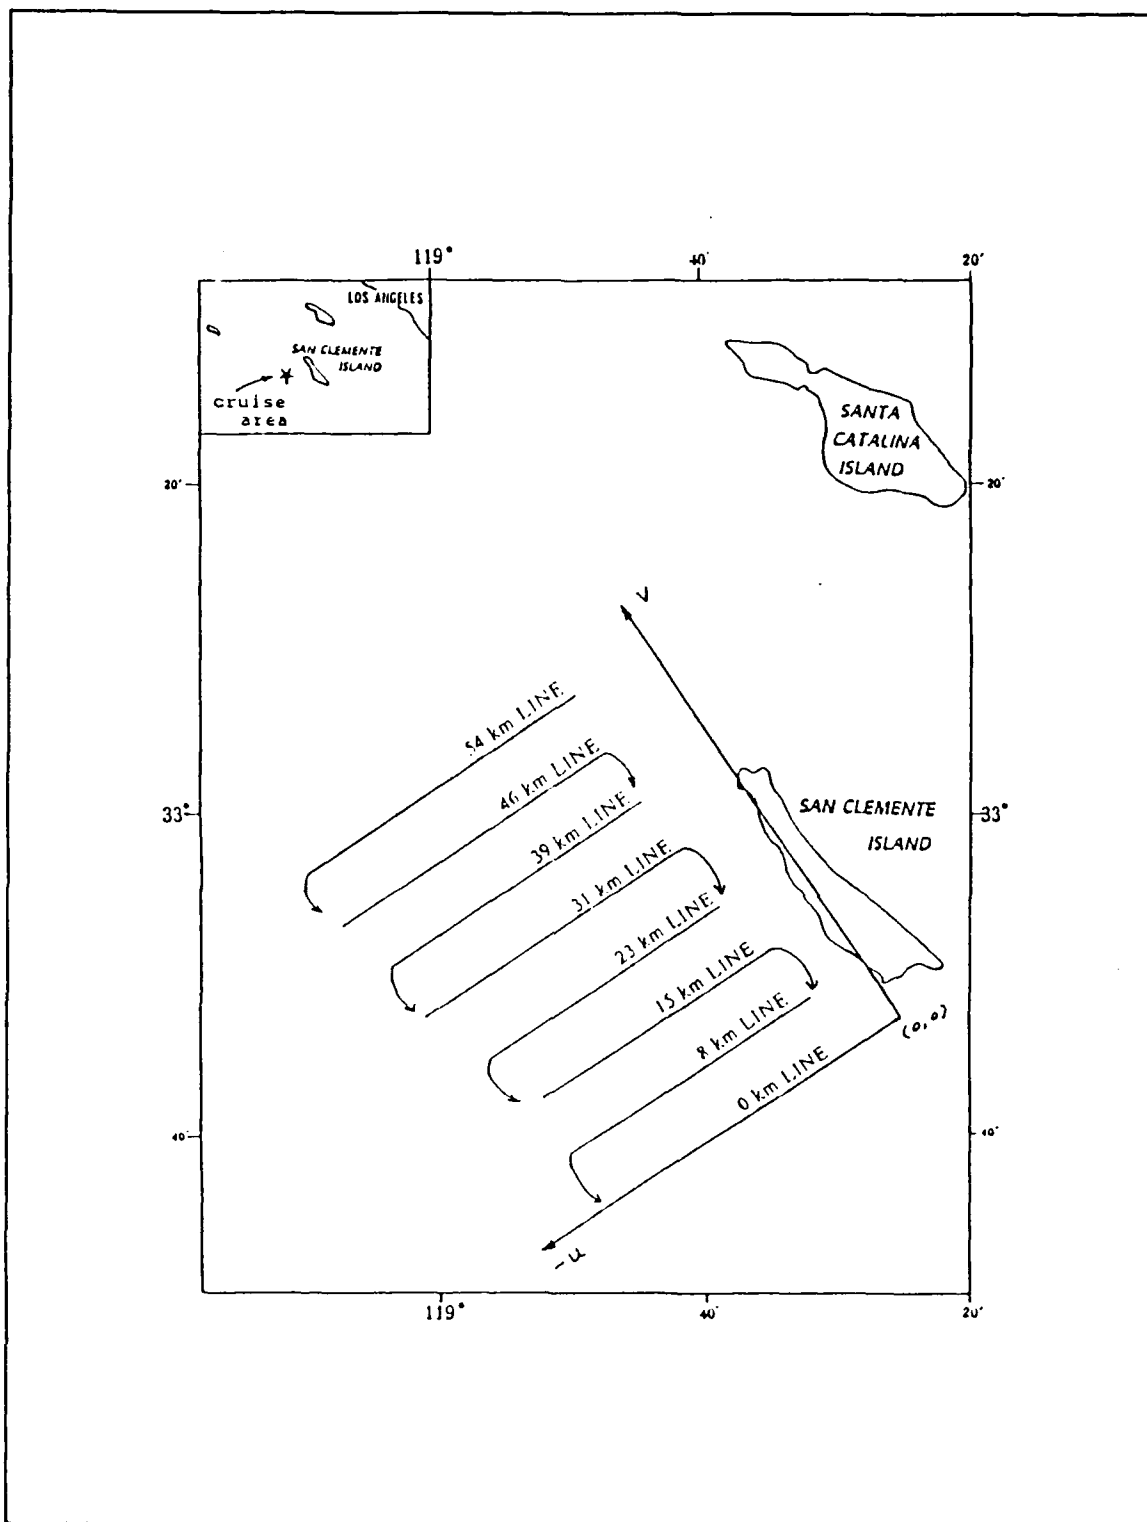 119°
40'
20'
LOS ANGELES
SAN CLEMENTE
ISLAND
cruise
area
SANTA
CATALINA
ISLAND
20'
20'
V
54 km LINE
46 km LINE
39 km LINE
31 km LINE
23 km LINE
15 km LINE
8 km LINE
0 km LINE
33°
SAN CLEMENTE
ISLAND
33°
(0,0)
40'
40'
-u
119°
40'
20'